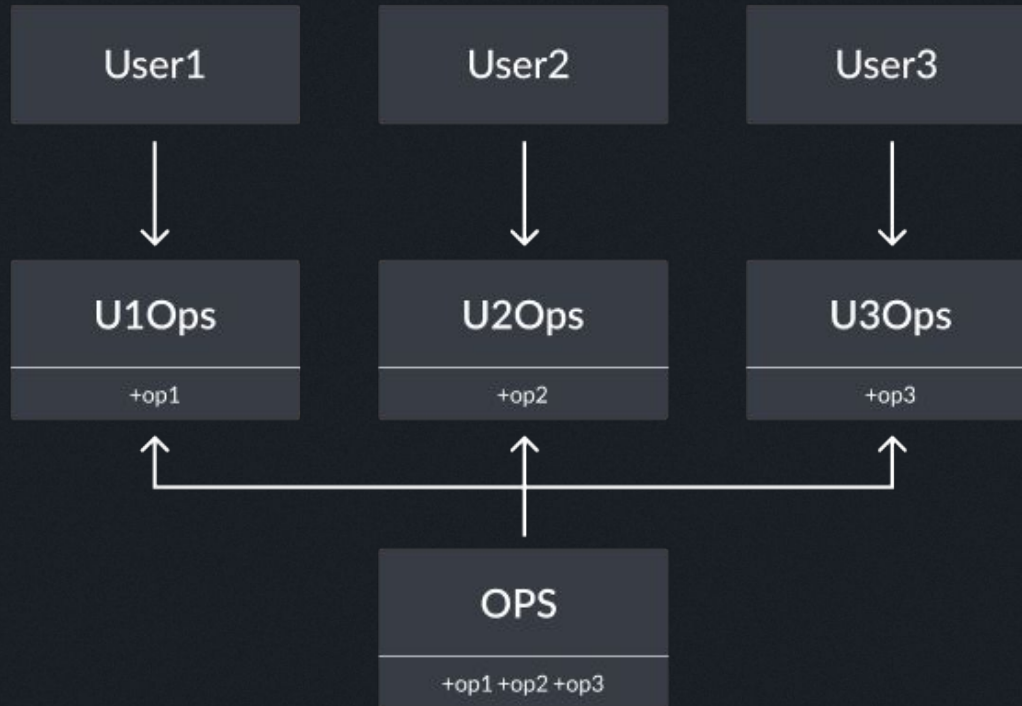 User1
User2
User3
U1Ops
U2Ops
U3Ops
+op1
+op2
+op3
OPS
+op1 +op2 +op3